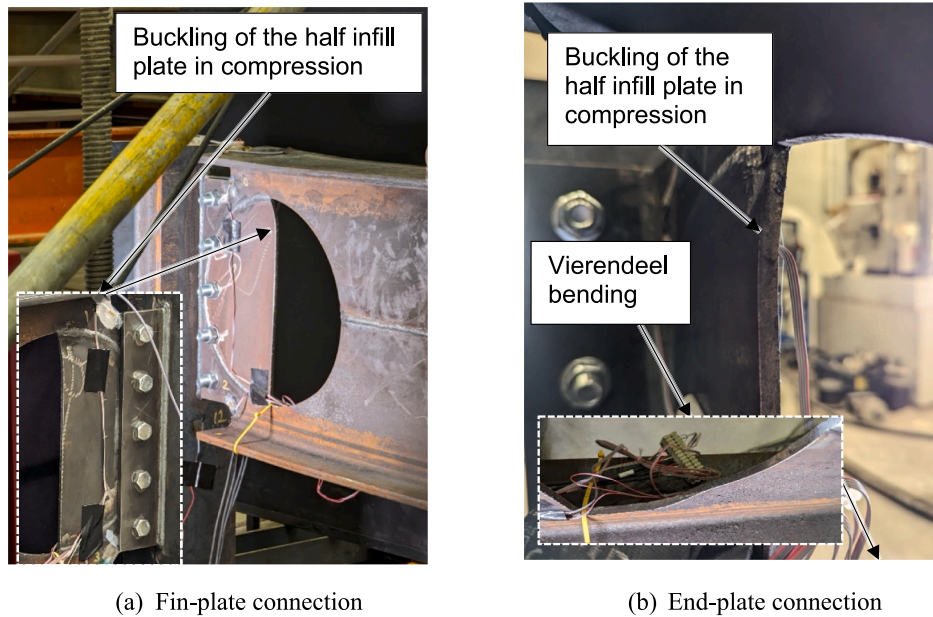 Buckling of the half infill
plate in compression
Buckling of the
half infill plate in
compression
Vierendeel
bending
(a) Fin-plate connection
(b) End-plate connection